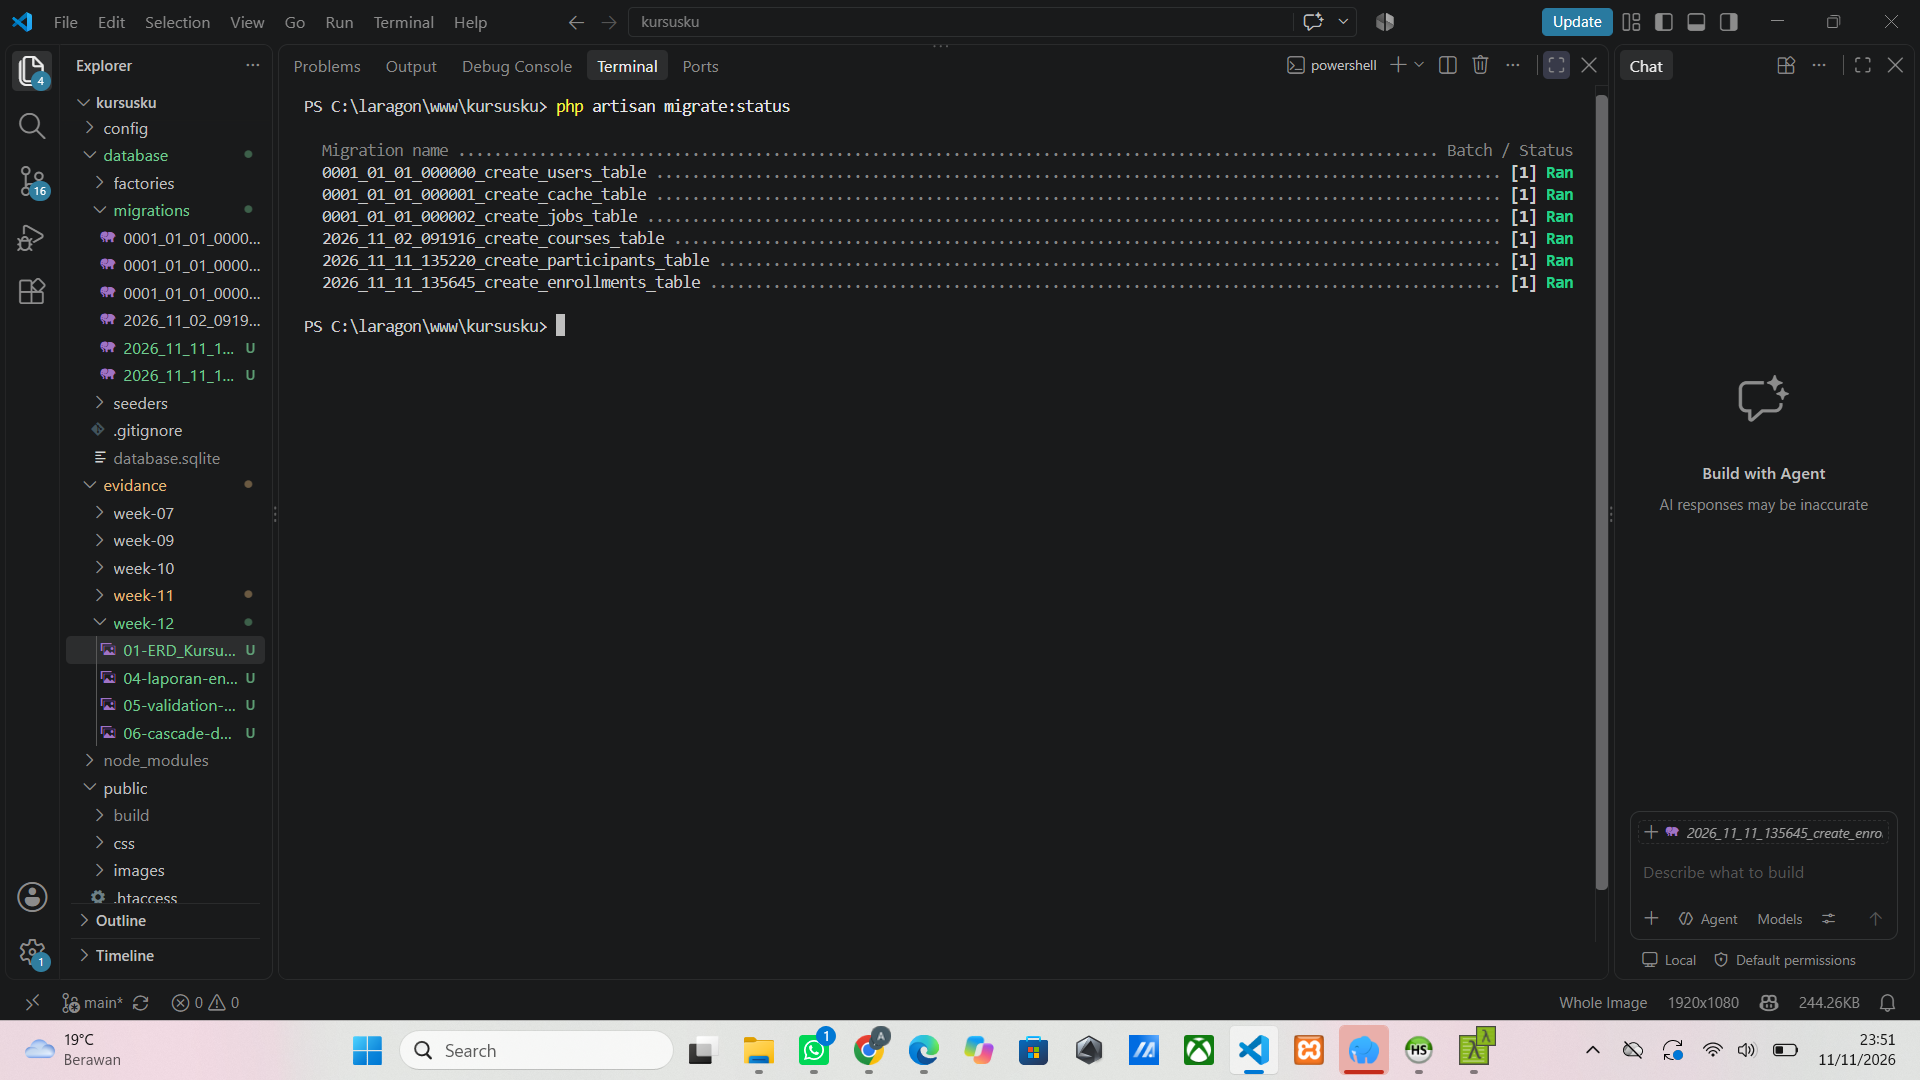 File Edit Selection View Go Run Terminal Help
kursusku
Update
Explorer
kursusku
config
database
factories
migrations
0001_01_01_0000...
0001_01_01_0000...
0001_01_01_0000...
2026_11_02_0919...
2026_11_11_1... U
2026_11_11_1... U
seeders
.gitignore
database.sqlite
evidance
week-07
week-09
week-10
week-11
week-12
01-ERD_Kursu... U
04-laporan-en... U
05-validation-... U
06-cascade-d... U
node_modules
public
build
css
images
.htaccess
Outline
Timeline
4
16
1
Problems Output Debug Console Terminal Ports
powershell
PS C:\laragon\www\kursusku> php artisan migrate:status
Migration name Batch / Status
0001_01_01_000000_create_users_table [1] Ran
0001_01_01_000001_create_cache_table [1] Ran
0001_01_01_000002_create_jobs_table [1] Ran
2026_11_02_091916_create_courses_table [1] Ran
2026_11_11_135220_create_participants_table [1] Ran
2026_11_11_135645_create_enrollments_table [1] Ran
PS C:\laragon\www\kursusku>
Chat
Build with Agent
AI responses may be inaccurate
2026_11_11_135645_create_enro
Describe what to build
Agent Models
Local Default permissions
main* 0 0
Whole Image 1920x1080 244.26KB
19°C
Berawan
Search
1
A
HS
23:51
11/11/2026